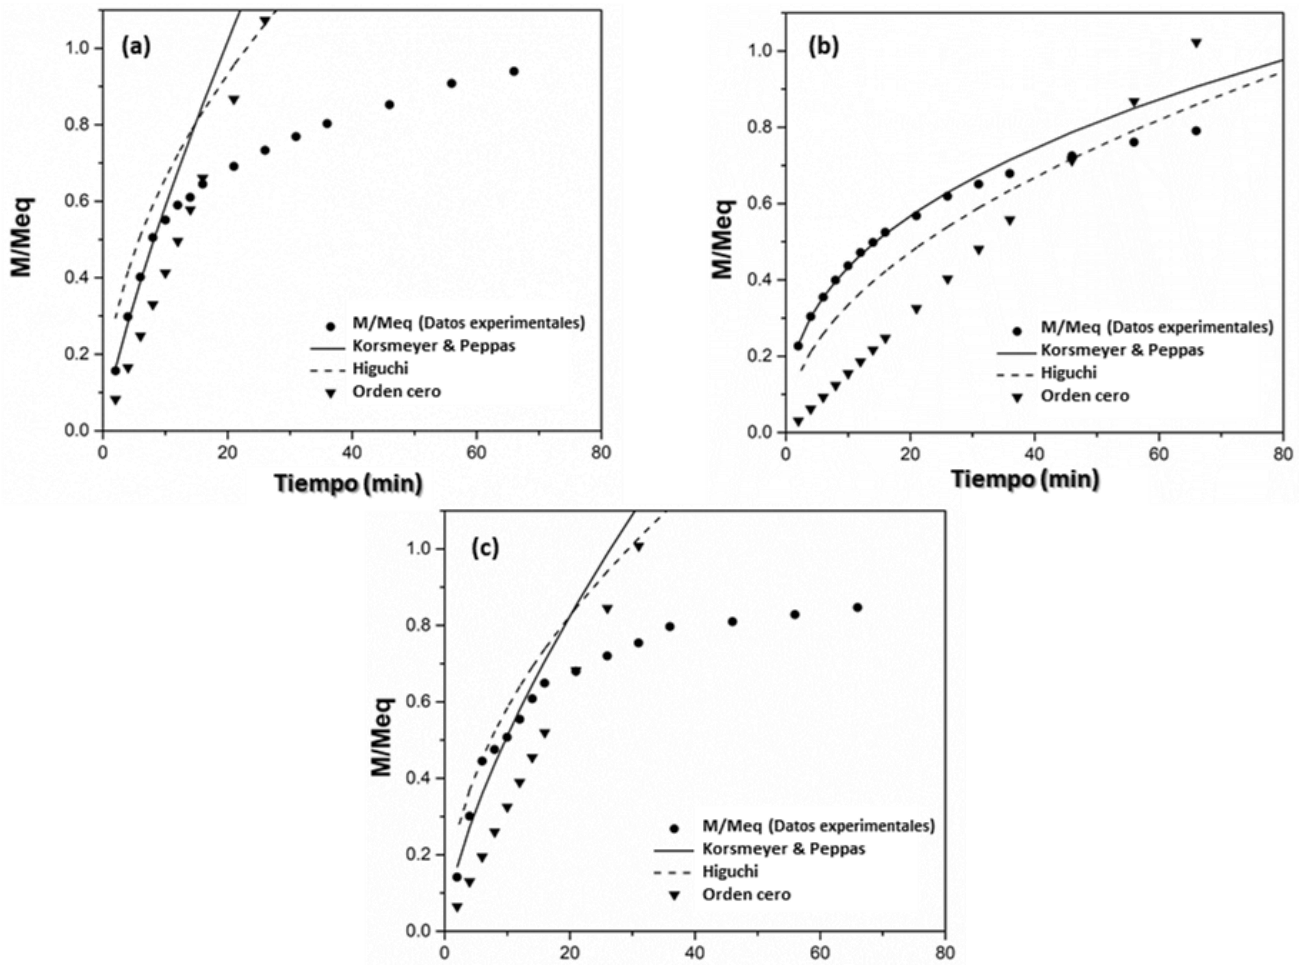 (a)
1.0
0.8
0.6
0.4
0.2
0.0
M/Meq
M/Meq (Datos experimentales)
Korsmeyer & Peppas
Higuchi
Orden cero
0 20 40 60 80
Tiempo (min)
(b)
1.0
0.8
0.6
0.4
0.2
0.0
M/Meq
M/Meq (Datos experimentales)
Korsmeyer & Peppas
Higuchi
Orden cero
0 20 40 60 80
Tiempo (min)
(c)
1.0
0.8
0.6
0.4
0.2
0.0
M/Meq
M/Meq (Datos experimentales)
Korsmeyer & Peppas
Higuchi
Orden cero
0 20 40 60 80